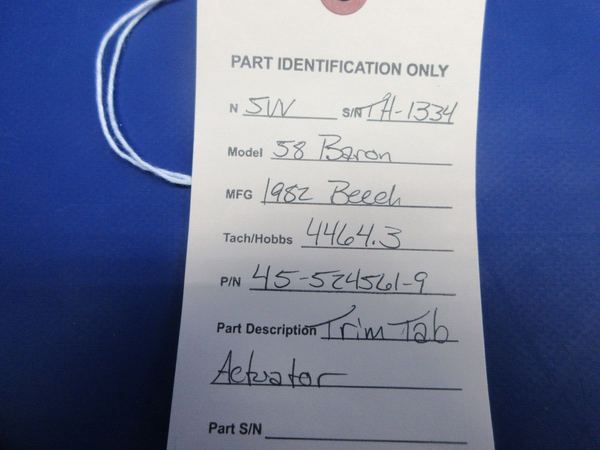 PART IDENTIFICATION ONLY
N 5W S/N TH-1334
Model 58 Baron
MFG 1982 Beech
Tach/Hobbs 4464.3
P/N 45-524561-9
Part Description Trim Tab
Actuator
Part S/N